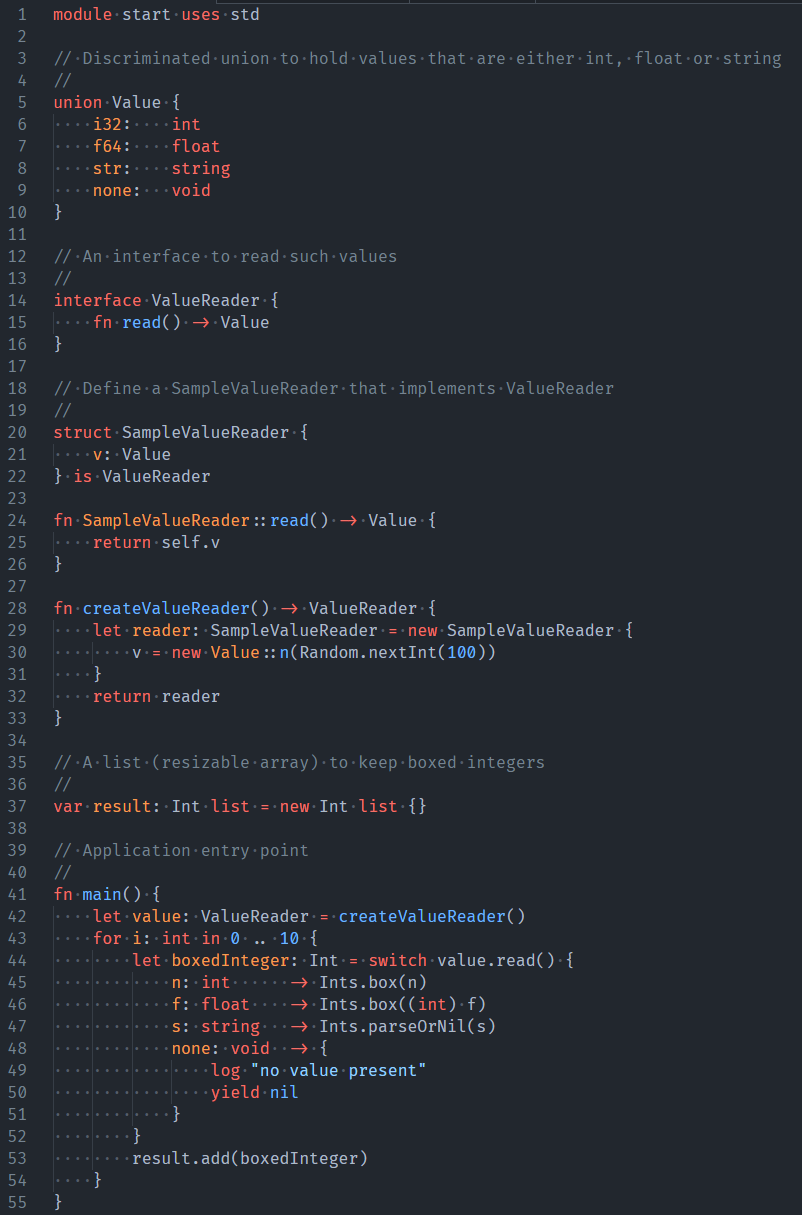 1 module start uses std
2
3 // Discriminated union to hold values that are either int, float or string
4 //
5 union Value {
6     i32:    int
7     f64:    float
8     str:    string
9     none:   void
10 }
11
12 // An interface to read such values
13 //
14 interface ValueReader {
15     fn read() -> Value
16 }
17
18 // Define a SampleValueReader that implements ValueReader
19 //
20 struct SampleValueReader {
21     v: Value
22 } is ValueReader
23
24 fn SampleValueReader::read() -> Value {
25     return self.v
26 }
27
28 fn createValueReader() -> ValueReader {
29     let reader: SampleValueReader = new SampleValueReader {
30         v = new Value::n(Random.nextInt(100))
31     }
32     return reader
33 }
34
35 // A list (resizable array) to keep boxed integers
36 //
37 var result: Int list = new Int list {}
38
39 // Application entry point
40 //
41 fn main() {
42     let value: ValueReader = createValueReader()
43     for i: int in 0 .. 10 {
44         let boxedInteger: Int = switch value.read() {
45             n: int      -> Ints.box(n)
46             f: float    -> Ints.box((int) f)
47             s: string   -> Ints.parseOrNil(s)
48             none: void  -> {
49                 log "no value present"
50                 yield nil
51             }
52         }
53         result.add(boxedInteger)
54     }
55 }